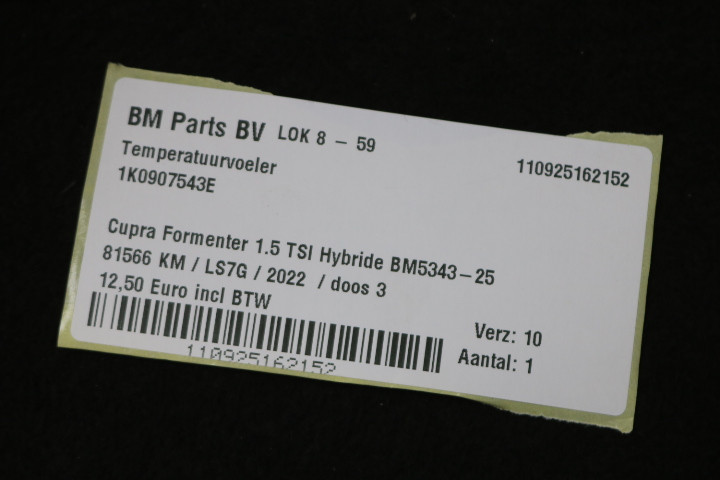 BM Parts BV LOK 8 - 59
110925162152
Temperatuurvoeler
1K0907543E
Cupra Formenter 1.5 TSI Hybride BM5343-25
81566 KM / LS7G / 2022 / doos 3
12,50 Euro incl BTW
Verz: 10
Aantal: 1
110925162152